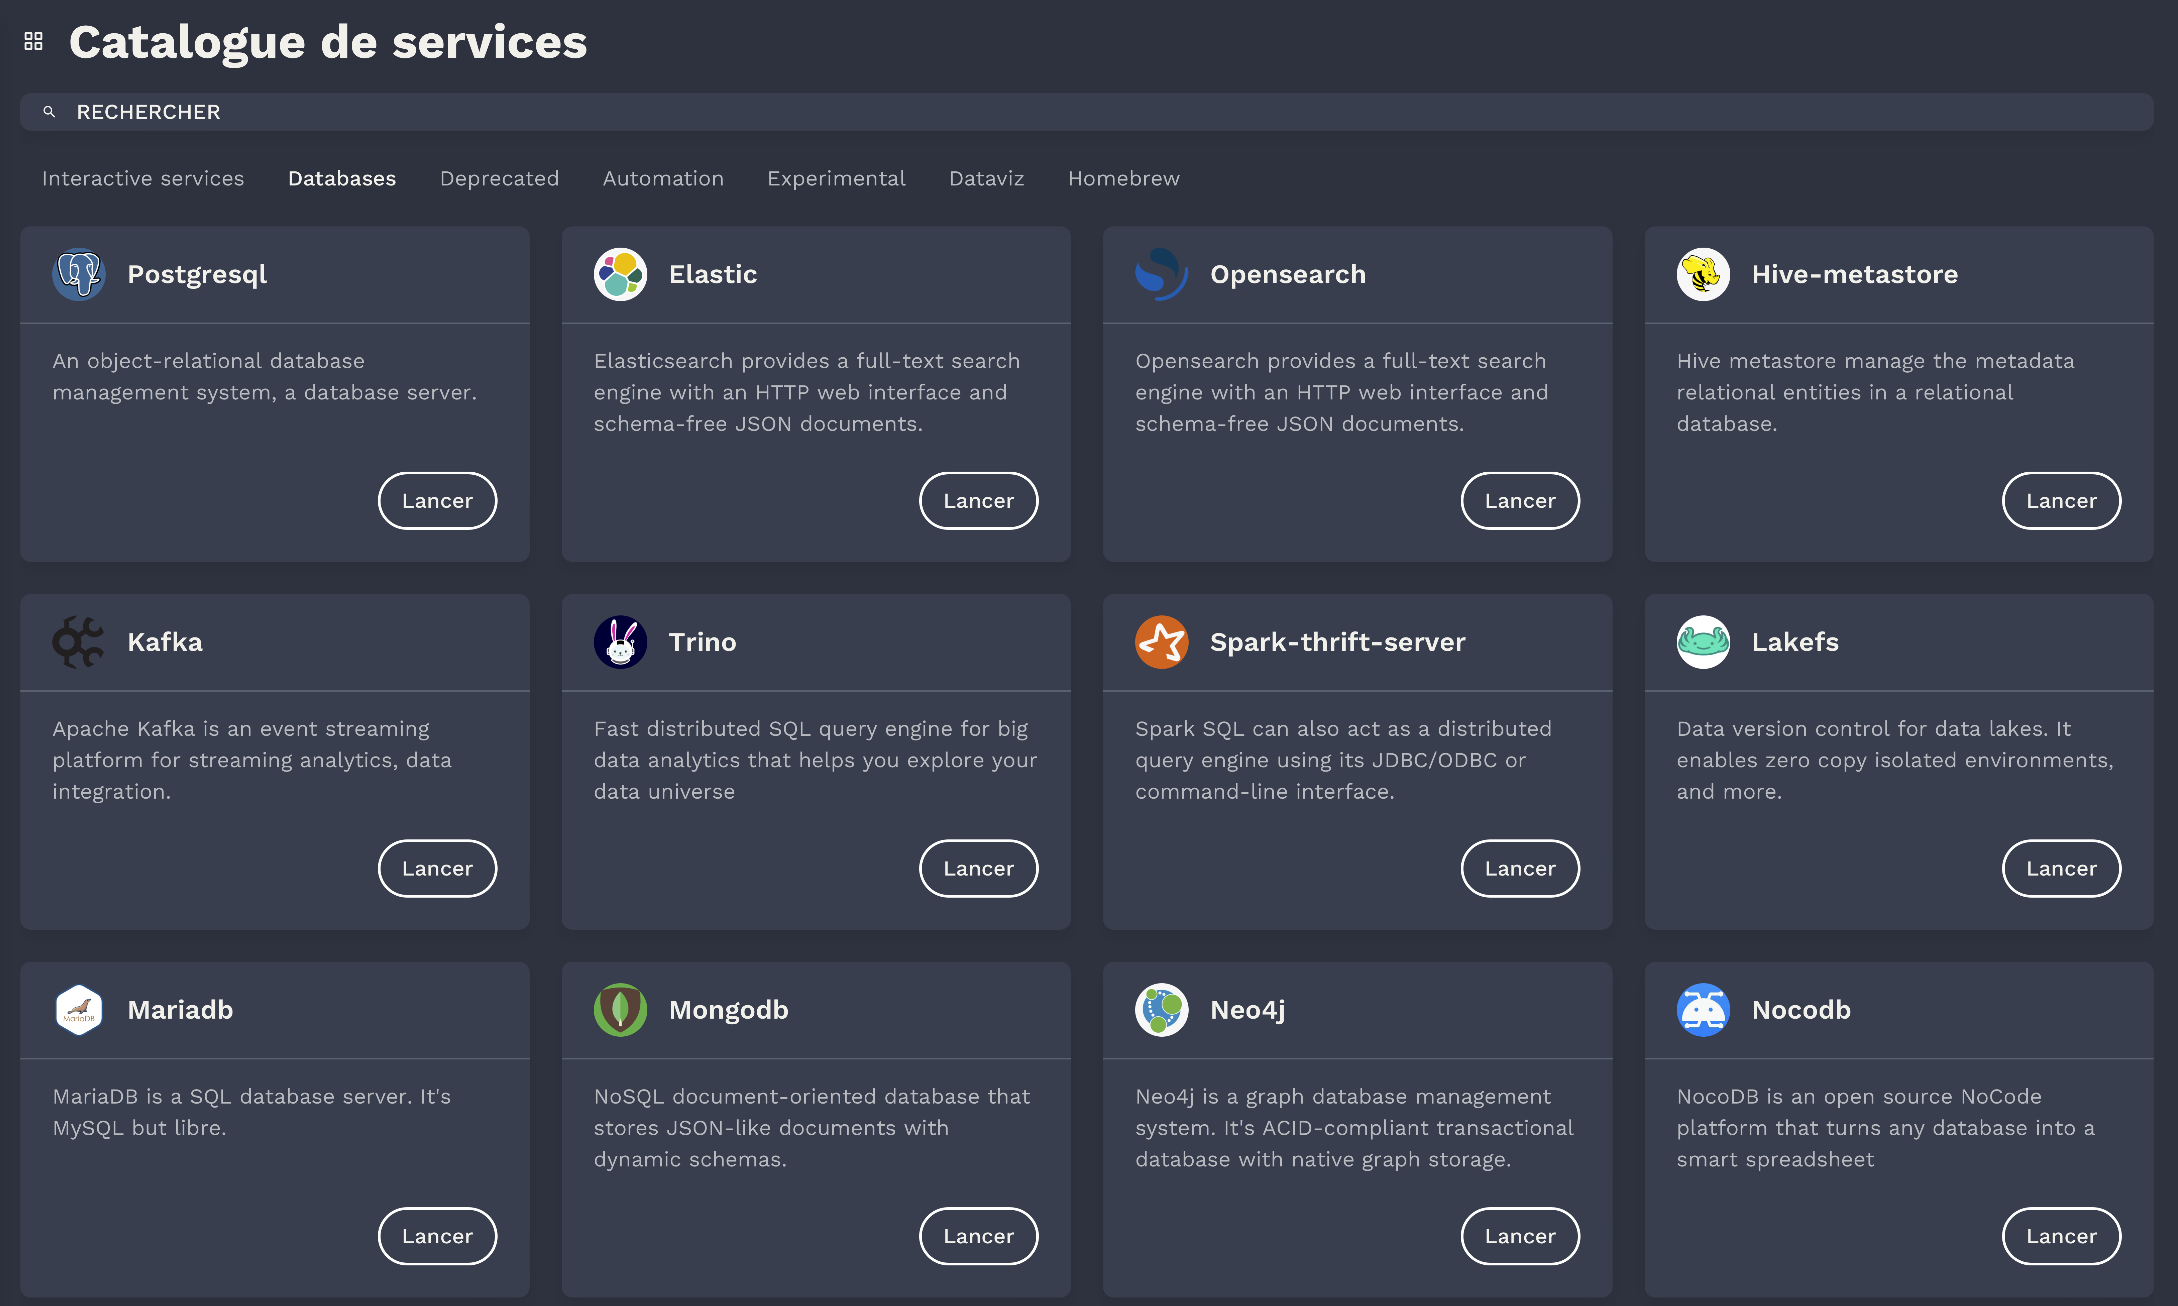 Catalogue de services
RECHERCHER
Interactive services Databases Deprecated Automation Experimental Dataviz Homebrew
Postgresql
An object-relational database
management system, a database server.
Lancer
Elastic
Elasticsearch provides a full-text search
engine with an HTTP web interface and
schema-free JSON documents.
Lancer
Opensearch
Opensearch provides a full-text search
engine with an HTTP web interface and
schema-free JSON documents.
Lancer
Hive-metastore
Hive metastore manage the metadata
relational entities in a relational
database.
Lancer
Kafka
Apache Kafka is an event streaming
platform for streaming analytics, data
integration.
Lancer
Trino
Fast distributed SQL query engine for big
data analytics that helps you explore your
data universe
Lancer
Spark-thrift-server
Spark SQL can also act as a distributed
query engine using its JDBC/ODBC or
command-line interface.
Lancer
Lakefs
Data version control for data lakes. It
enables zero copy isolated environments,
and more.
Lancer
MariaDB
Mariadb
MariaDB is a SQL database server. It's
MySQL but libre.
Lancer
Mongodb
NoSQL document-oriented database that
stores JSON-like documents with
dynamic schemas.
Lancer
Neo4j
Neo4j is a graph database management
system. It's ACID-compliant transactional
database with native graph storage.
Lancer
Nocodb
NocoDB is an open source NoCode
platform that turns any database into a
smart spreadsheet
Lancer